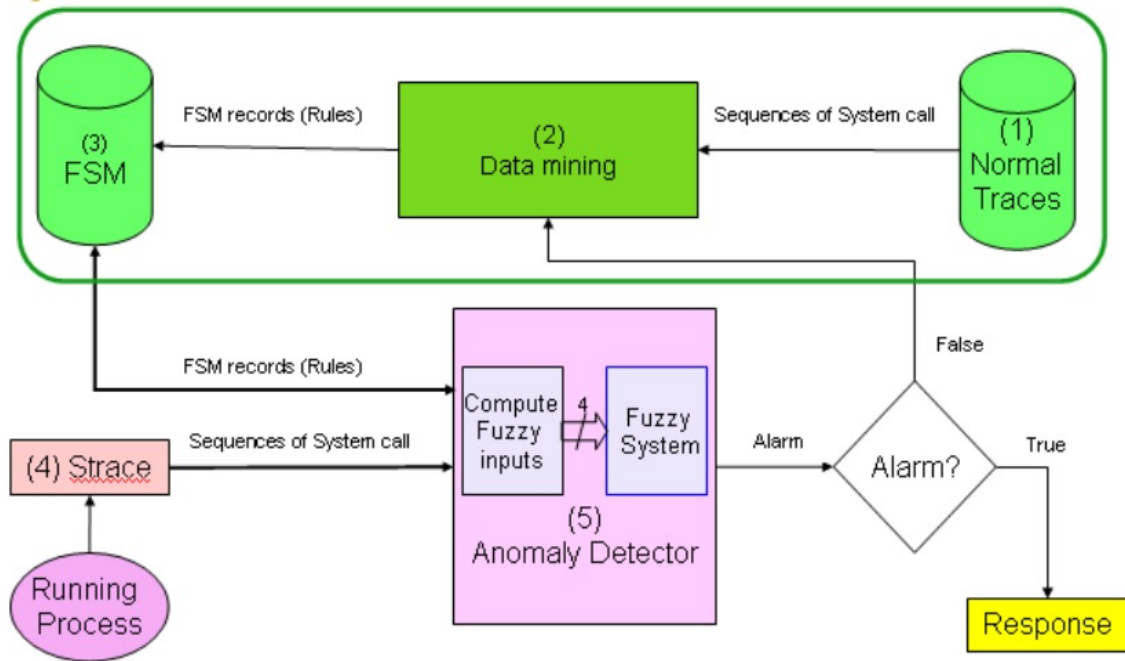 FSM records (Rules)
Sequences of System call
(3)
FSM
(2)
Data mining
(1)
Normal
Traces
FSM records (Rules)
Sequences of System call
(4) Strace
Running
Process
Compute
Fuzzy
inputs
4
Fuzzy
System
(5)
Anomaly Detector
Alarm
Alarm?
False
True
Response